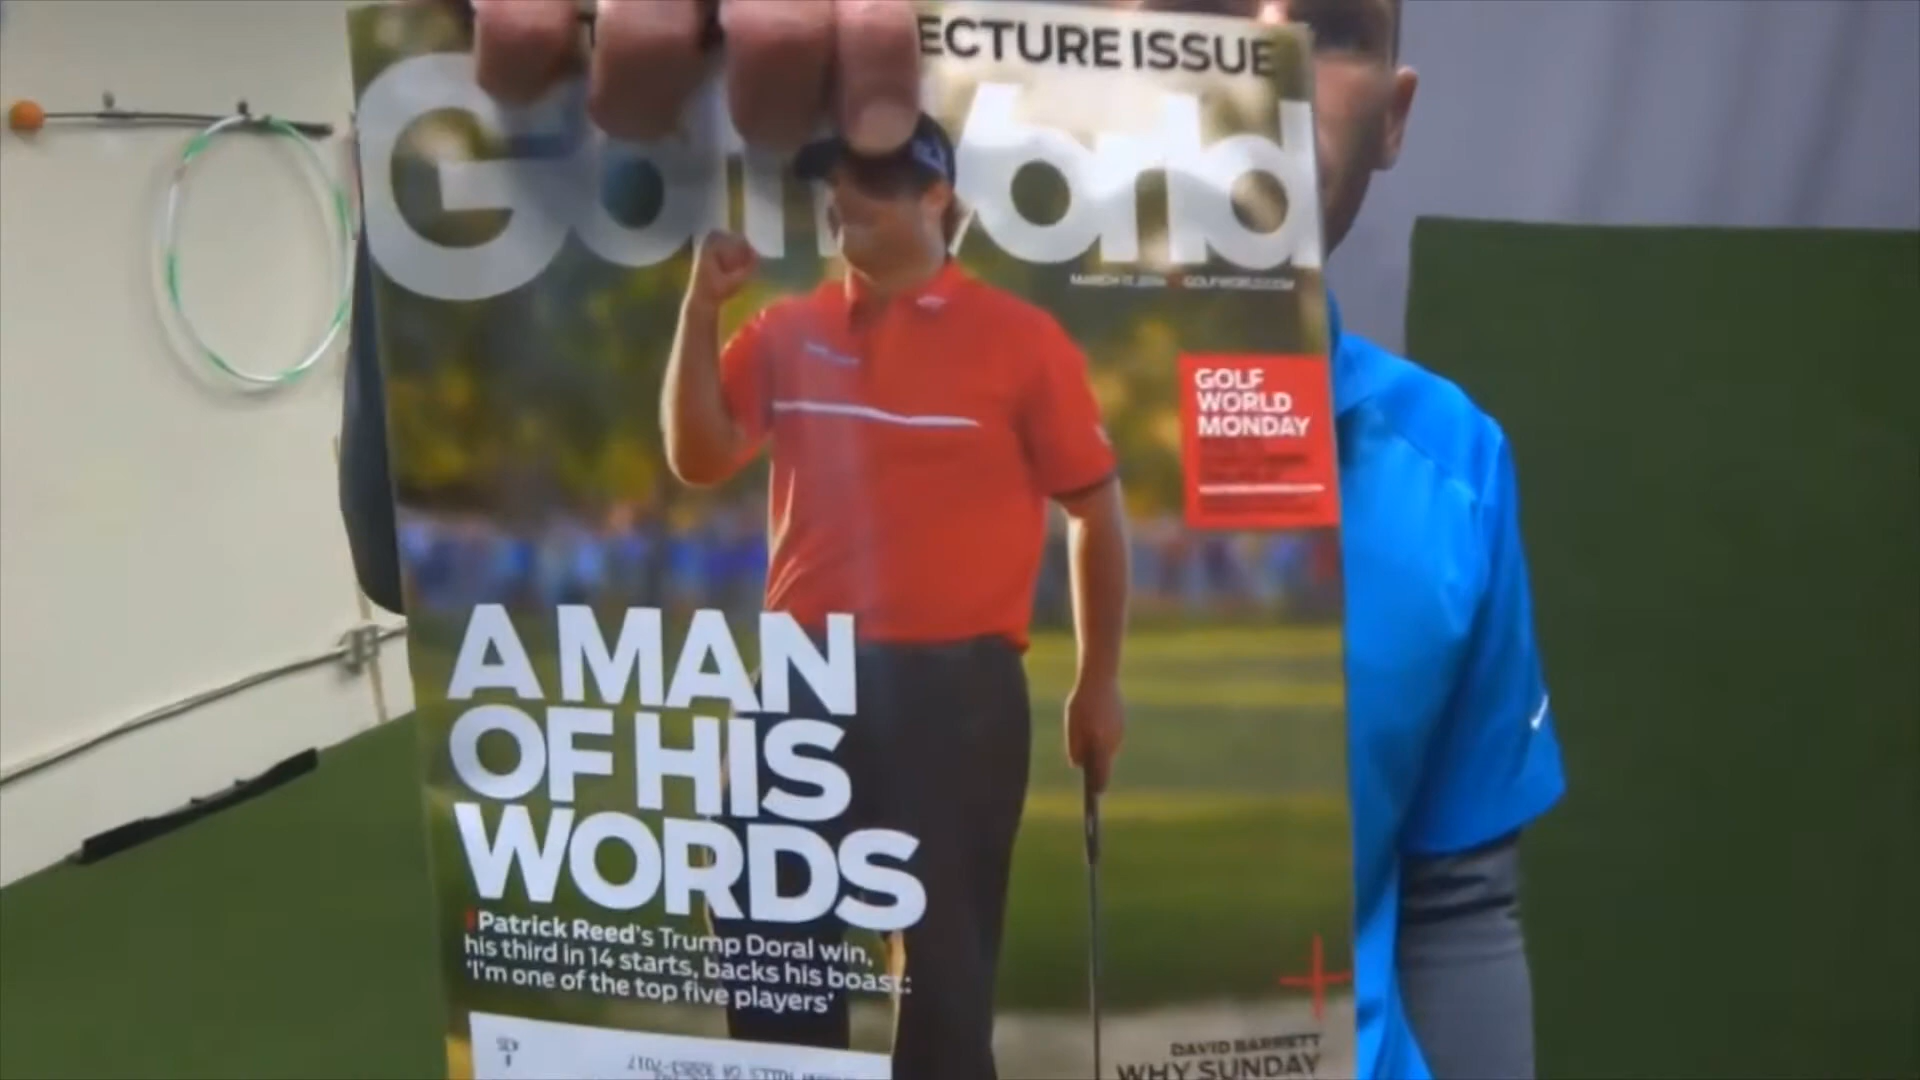 ECTURE ISSUE
Golf World
GOLF
WORLD
MONDAY
A MAN
OF HIS
WORDS
Patrick Reed's Trump Doral win,
his third in 14 starts, backs his boast:
'I'm one of the top five players'
DAVID BARRETT
WHY SUNDAY